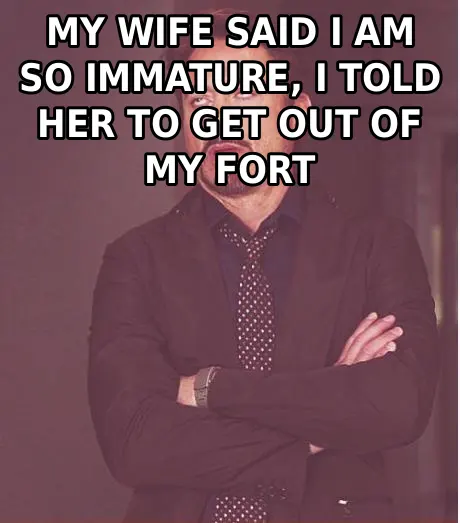 MY WIFE SAID I AM
SO IMMATURE, I TOLD
HER TO GET OUT OF
MY FORT